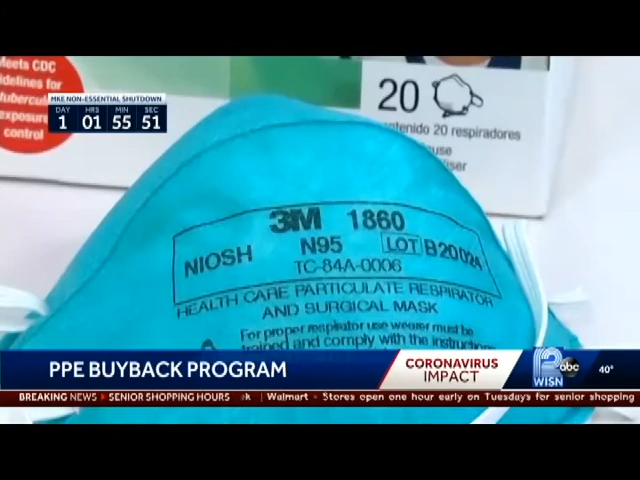 Meets CDC
idelines for
exposure
control
MKE NON-ESSENTIAL SHUTDOWN
DAY HRS MIN SEC
1 01 55 51
20
tenido 20 respiradores
3M 1860
NIOSH N95 LOT B20024
TC-84A-0006
HEALTH CARE PARTICULATE RESPIRATOR
AND SURGICAL MASK
For proper respirator use wearer must be
trained and comply with the instructions
PPE BUYBACK PROGRAM
CORONAVIRUS
IMPACT
12 abc
WISN
40°
BREAKING NEWS > SENIOR SHOPPING HOURS | Walmart - Stores open one hour early on Tuesdays for senior shopping